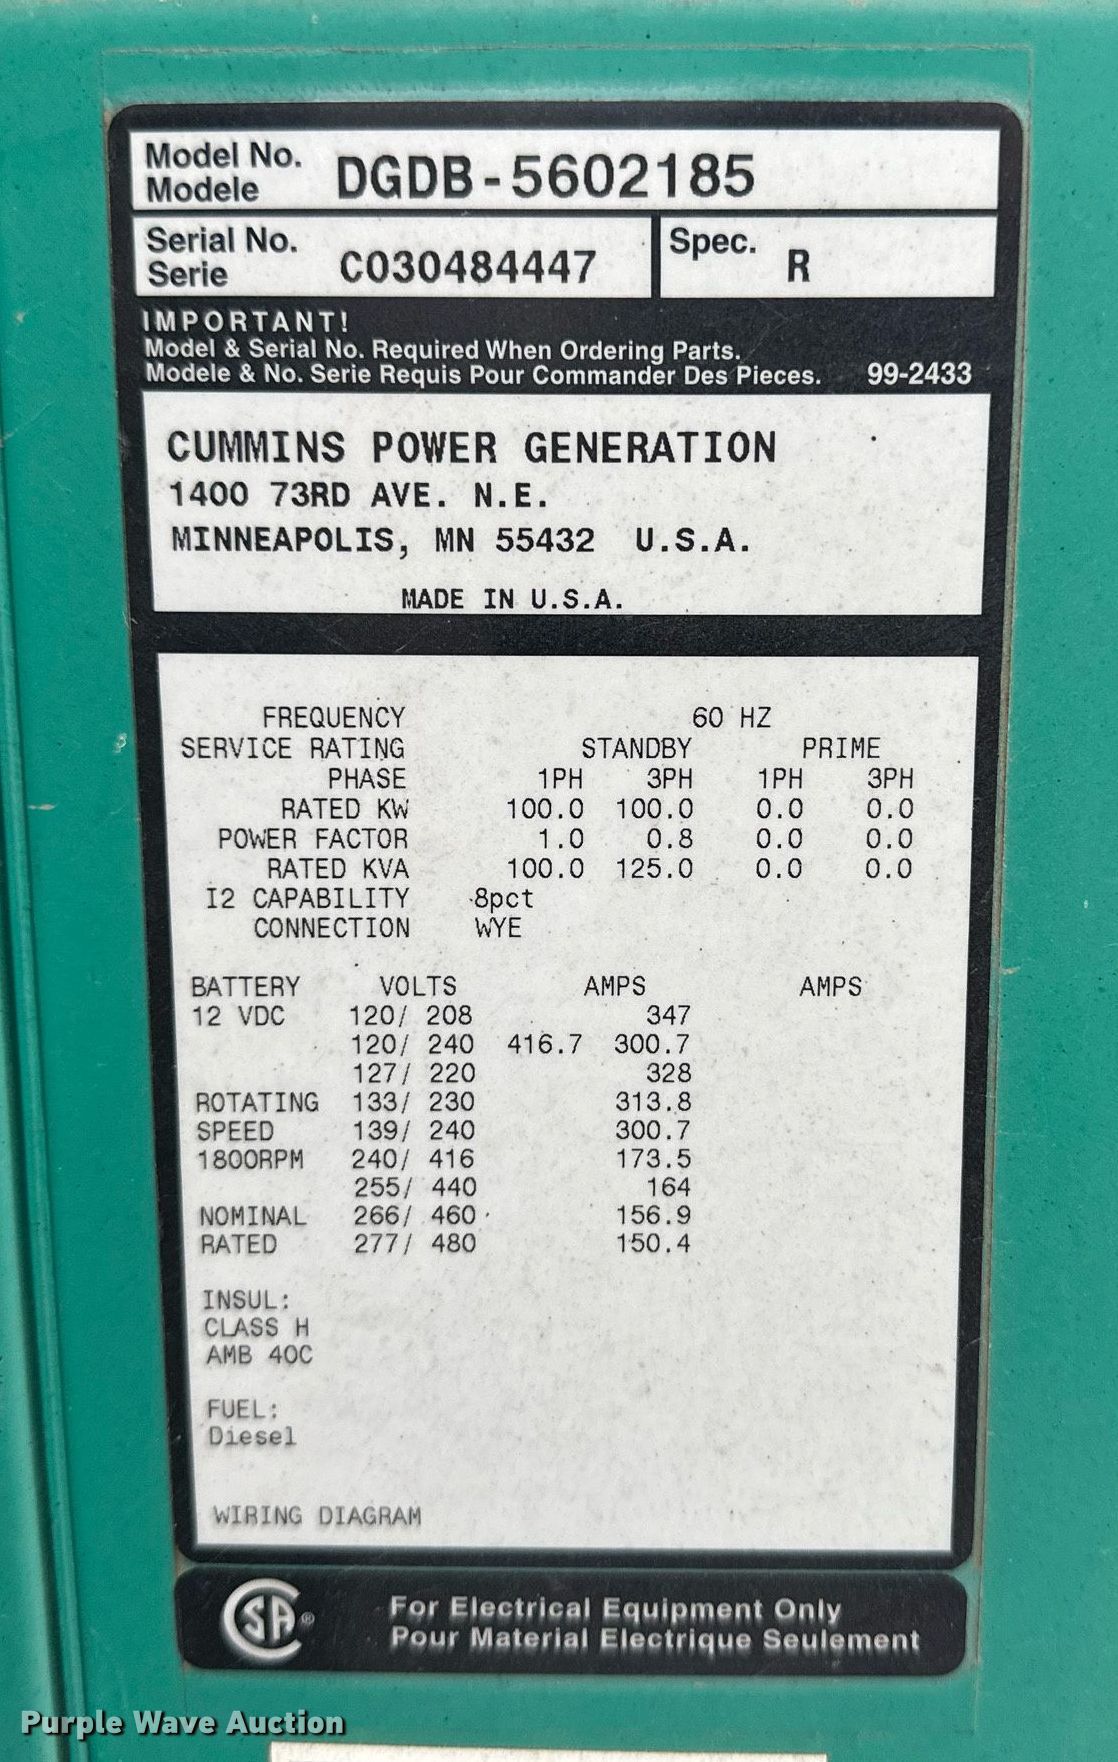 Model No.
Modele
DGDB-5602185
Serial No.
Serie
C030484447
Spec.
R
IMPORTANT!
Model & Serial No. Required When Ordering Parts.
Modele & No. Serie Requis Pour Commander Des Pieces. 99-2433
CUMMINS POWER GENERATION
1400 73RD AVE. N.E.
MINNEAPOLIS, MN 55432 U.S.A.
MADE IN U.S.A.
FREQUENCY 60 HZ
SERVICE RATING STANDBY PRIME
PHASE 1PH 3PH 1PH 3PH
RATED KW 100.0 100.0 0.0 0.0
POWER FACTOR 1.0 0.8 0.0 0.0
RATED KVA 100.0 125.0 0.0 0.0
I2 CAPABILITY 8pct
CONNECTION WYE
BATTERY VOLTS AMPS AMPS
12 VDC 120/ 208 347
120/ 240 416.7 300.7
127/ 220 328
ROTATING 133/ 230 313.8
SPEED 139/ 240 300.7
1800RPM 240/ 416 173.5
255/ 440 164
NOMINAL 266/ 460 156.9
RATED 277/ 480 150.4
INSUL:
CLASS H
AMB 40C
FUEL:
Diesel
WIRING DIAGRAM
SA®
For Electrical Equipment Only
Pour Material Electrique Seulement
Purple Wave Auction